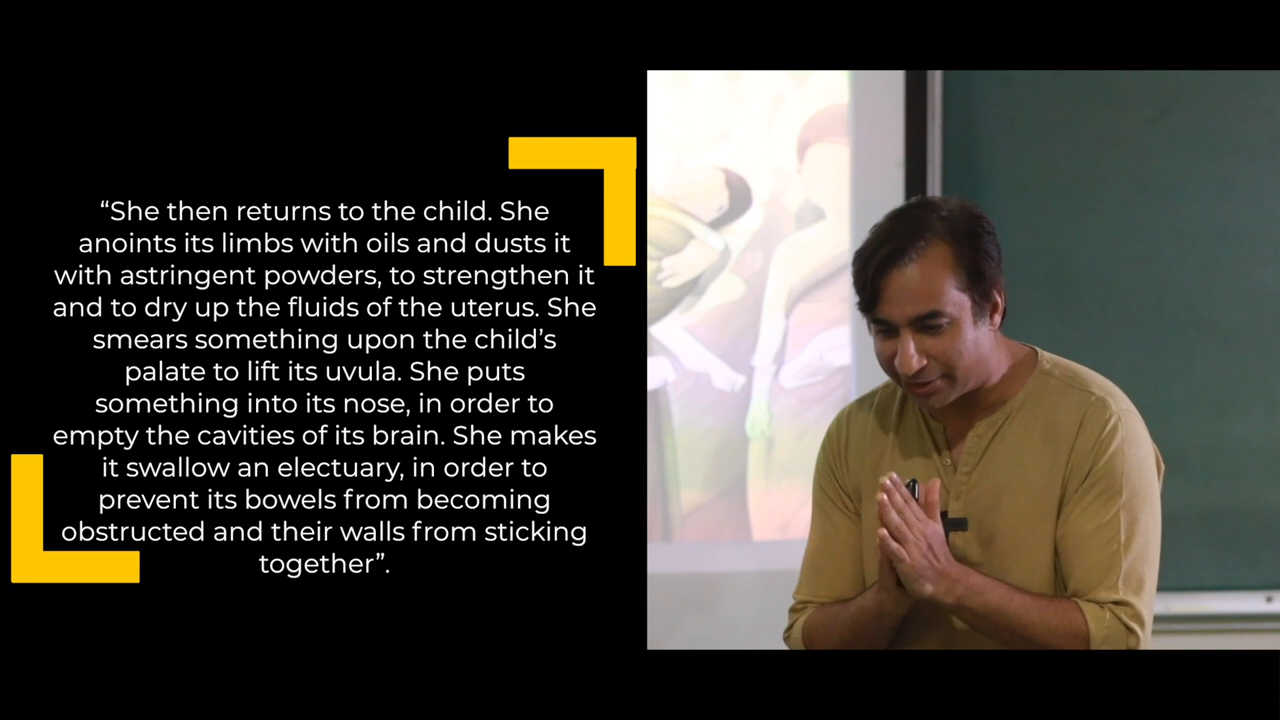 “She then returns to the child. She
anoints its limbs with oils and dusts it
with astringent powders, to strengthen it
and to dry up the fluids of the uterus. She
smears something upon the child’s
palate to lift its uvula. She puts
something into its nose, in order to
empty the cavities of its brain. She makes
it swallow an electuary, in order to
prevent its bowels from becoming
obstructed and their walls from sticking
together”.